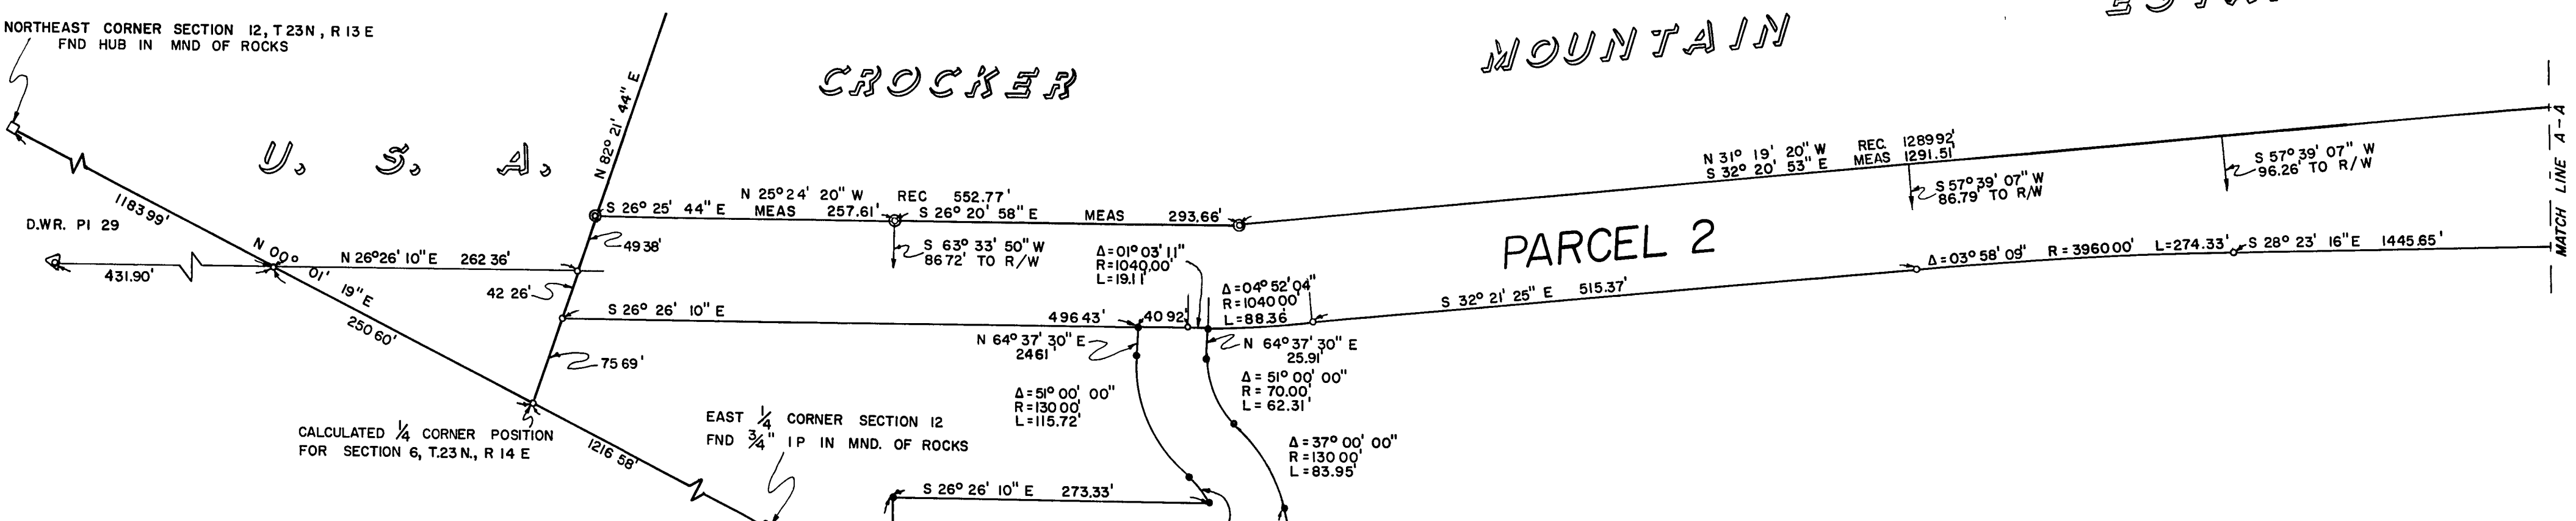 NORTHEAST CORNER SECTION 12, T 23N, R 13 E
FND HUB IN MND OF ROCKS
U. S. A.
CROCKER
MOUNTAIN
N 82° 21' 44" E
1183 99'
D.WR. PI 29
431.90'
N 00° 01' 19" E
250 60'
N 26°26' 10"E 262 36'
49 38'
42 26'
75 69'
S 26° 25' 44" E
N 25°24' 20" W REC 552.77'
MEAS 257.61'
S 26° 20' 58" E MEAS 293.66'
S 63° 33' 50" W
86 72' TO R/W
Δ=01° 03' 11"
R=1040.00'
L=19.11'
Δ=04° 52' 04"
R=1040 00'
L=88.36'
S 26° 26' 10" E
496 43'
40 92'
N 64° 37' 30" E
24 61'
N 64° 37' 30" E
25.91'
Δ=51° 00' 00"
R=130 00'
L=115.72'
Δ=51° 00' 00"
R=70.00'
L=62.31'
Δ=37° 00' 00"
R=130 00'
L=83.95'
PARCEL 2
N 31° 19' 20" W REC. 1289 92'
S 32° 20' 53" E MEAS 1291.51'
S 57° 39' 07" W
86.79' TO R/W
S 57° 39' 07" W
96.26' TO R/W
S 32° 21' 25" E 515.37'
Δ=03° 58' 09" R=3960 00' L=274.33'
S 28° 23' 16"E 1445.65'
MATCH LINE A-A
CALCULATED 1/4 CORNER POSITION
FOR SECTION 6, T.23 N., R 14 E
1216 58'
EAST 1/4 CORNER SECTION 12
FND 3/4" I P IN MND. OF ROCKS
S 26° 26' 10" E 273.33'